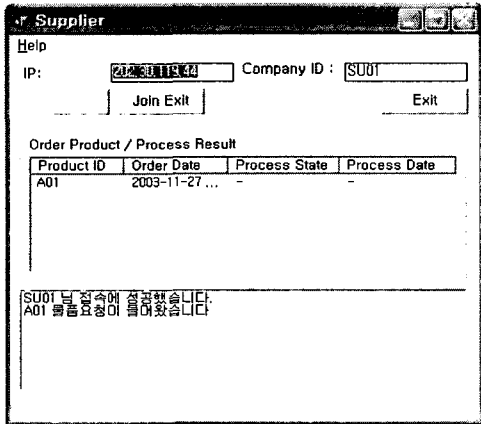 Supplier
Help
IP: 202.30.119.44 Company ID : SU01
Join Exit Exit
Order Product / Process Result
Product ID Order Date Process State Process Date
A01 2003-11-27 ... - -
SU01 님 접속에 성공했습니다.
A01 물품요청이 들어왔습니다